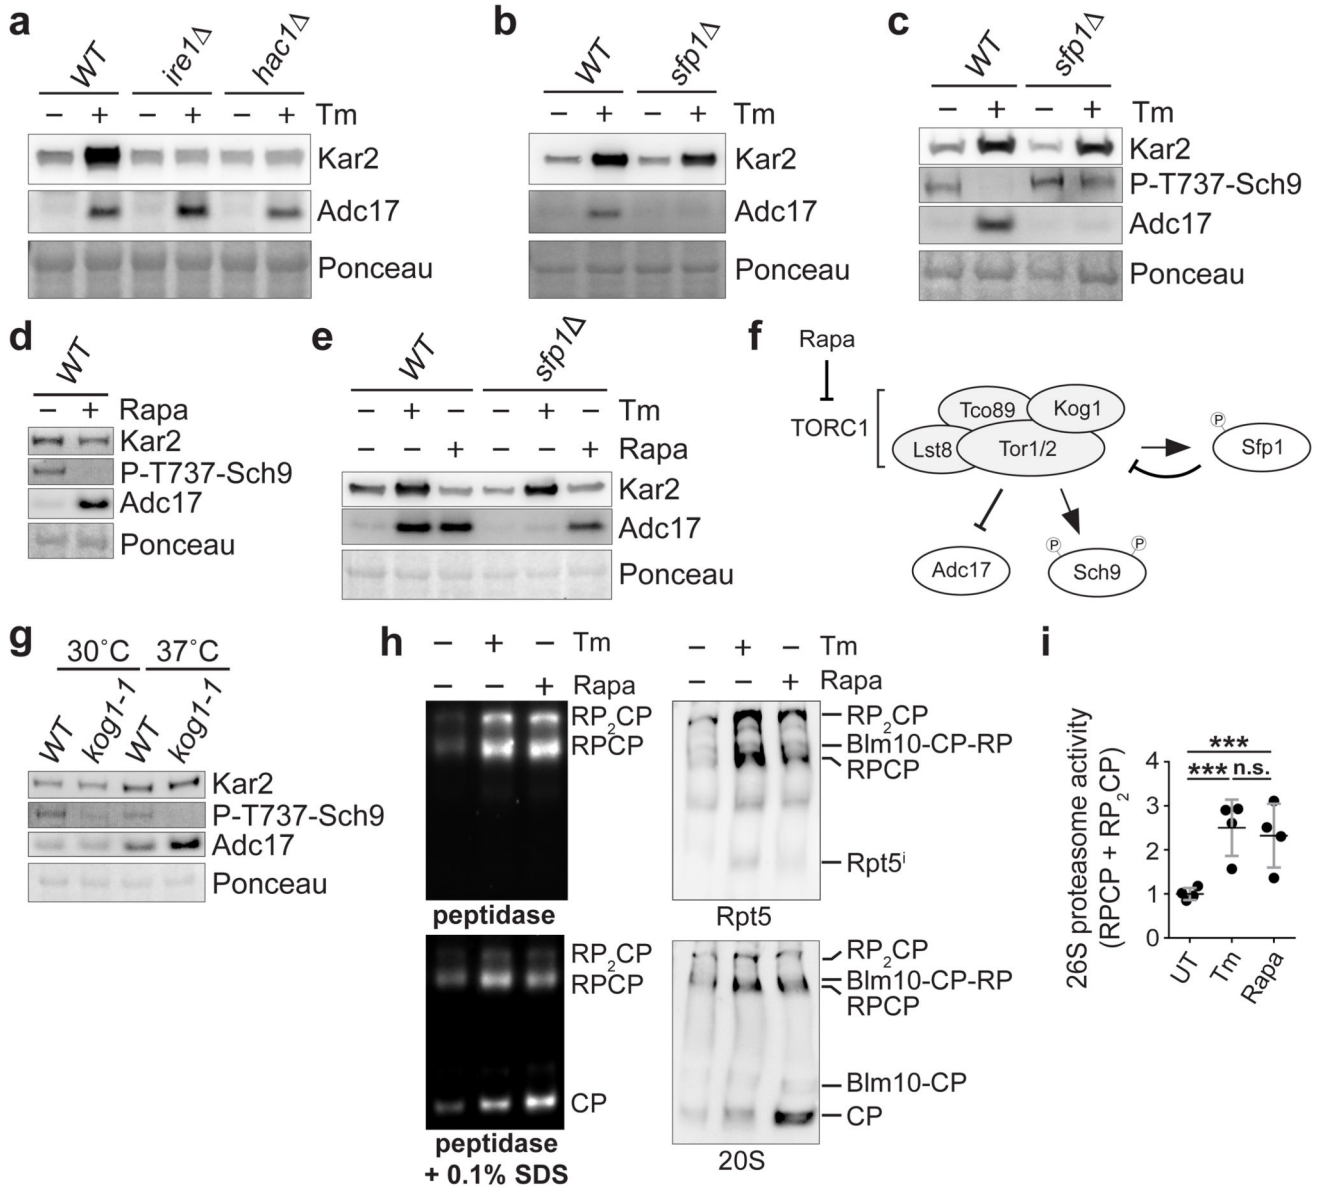 a
WT ire1Δ hac1Δ
– + – + – + Tm
Kar2
Adc17
Ponceau
b
WT sfp1Δ
– + – + Tm
Kar2
Adc17
Ponceau
c
WT sfp1Δ
– + – + Tm
Kar2
P-T737-Sch9
Adc17
Ponceau
d
WT
– + Rapa
Kar2
P-T737-Sch9
Adc17
Ponceau
e
WT sfp1Δ
– + – – + – Tm
– – + – – + Rapa
Kar2
Adc17
Ponceau
f
Rapa
TORC1
Tco89 Kog1
Lst8 Tor1/2
P
Sfp1
Adc17
P P
Sch9
g
30°C 37°C
WT kog1-1 WT kog1-1
Kar2
P-T737-Sch9
Adc17
Ponceau
h
– + – Tm
– – + Rapa
RP₂CP
RPCP
peptidase
RP₂CP
RPCP
CP
peptidase
+ 0.1% SDS
– + – Tm
– – + Rapa
RP₂CP
Blm10-CP-RP
RPCP
Rpt5ⁱ
Rpt5
RP₂CP
Blm10-CP-RP
RPCP
Blm10-CP
CP
20S
i
26S proteasome activity
(RPCP + RP₂CP)
***
*** n.s.
4
3
2
1
0
UT Tm Rapa